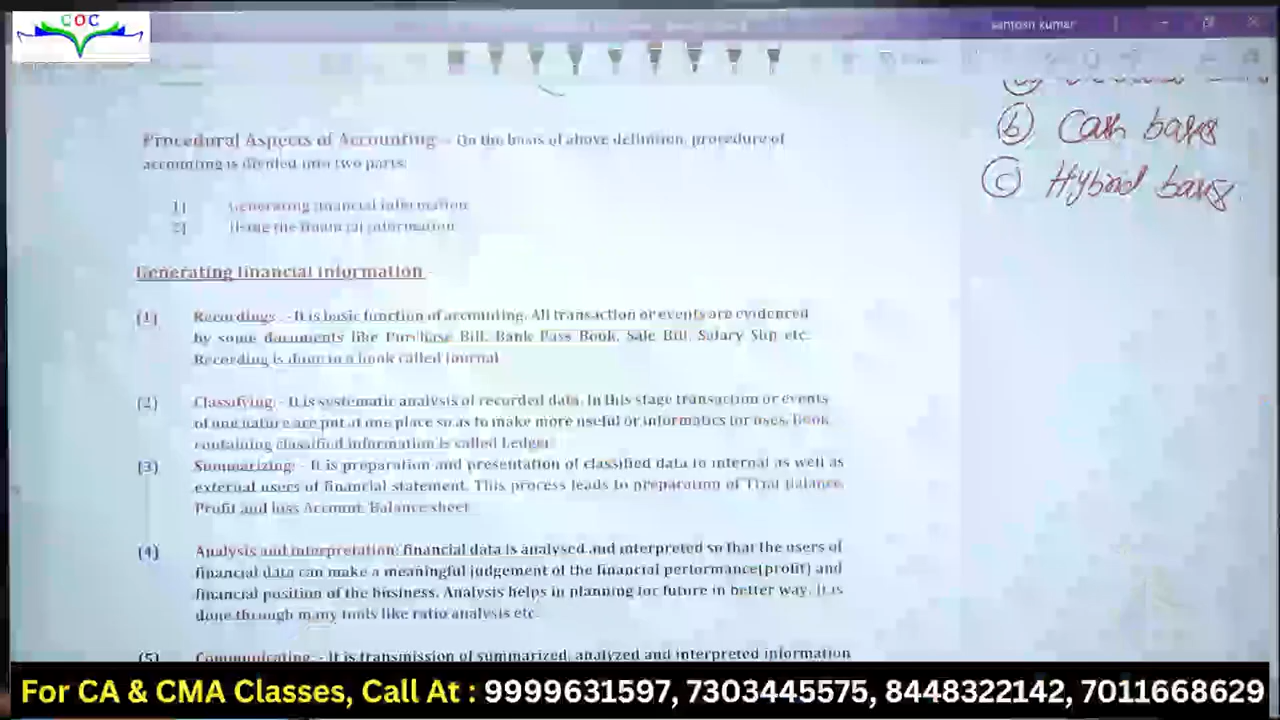 COC
santosh kumar
(b) Cash bases
(c) Hybrid bases
Procedural Aspects of Accounting - On the basis of above definition, procedure of
accounting is divided into two parts.
1) Generating financial information
2) Using the financial information
Generating financial information -
(1) Recordings - It is basic function of accounting. All transaction or events are evidenced
by some documents like Purchase Bill, Bank Pass Book, Sale Bill, Salary Slip etc.
Recording is done in a book called Journal
(2) Classifying:- It is systematic analysis of recorded data. In this stage transaction or events
of one nature are put at one place so as to make more useful or informatics for uses. Book
containing classified information is called Ledger
(3) Summarizing:- It is preparation and presentation of classified data to internal as well as
external users of financial statement. This process leads to preparation of Trial Balance,
Profit and loss Account, Balance sheet
(4) Analysis and interpretation: financial data is analysed and interpreted so that the users of
financial data can make a meaningful judgement of the financial performance(profit) and
financial position of the business. Analysis helps in planning for future in better way. It is
done through many tools like ratio analysis etc.
(5) Communicating:- It is transmission of summarized, analyzed and interpreted information
For CA & CMA Classes, Call At : 9999631597, 7303445575, 8448322142, 7011668629